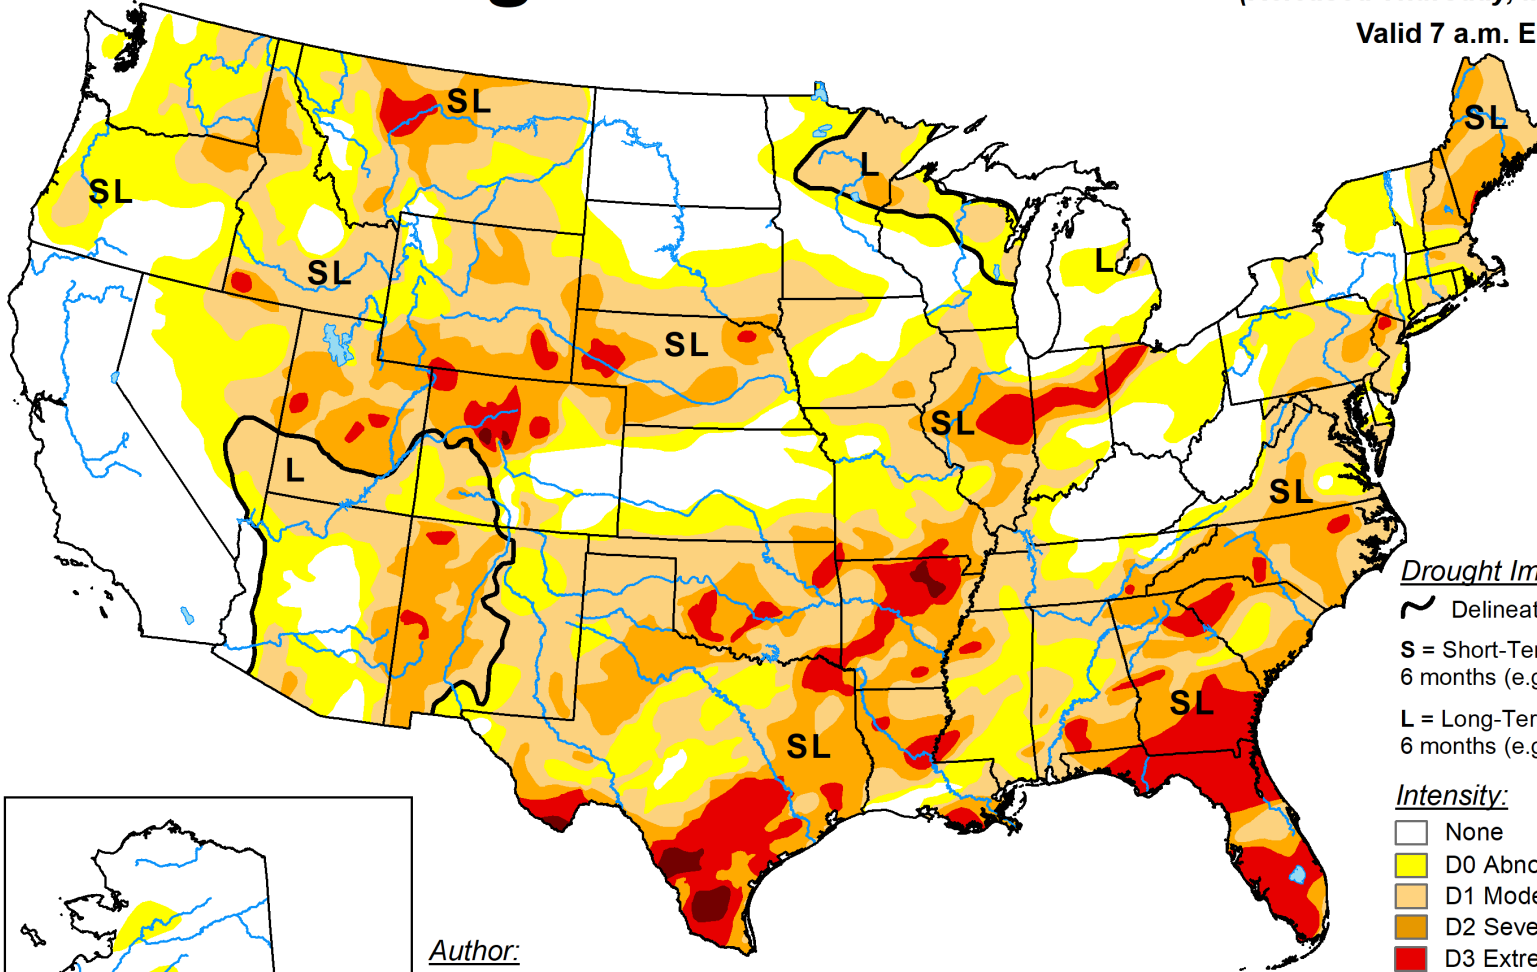 Valid 7 a.m. E
SL
SL
L
SL
L
SL
SL
SL
L
SL
SL
SL
Drought Im
Delineat
S = Short-Ter
6 months (e.g
L = Long-Ter
6 months (e.g
Intensity:
None
D0 Abno
D1 Mode
D2 Seve
D3 Extre
Author: